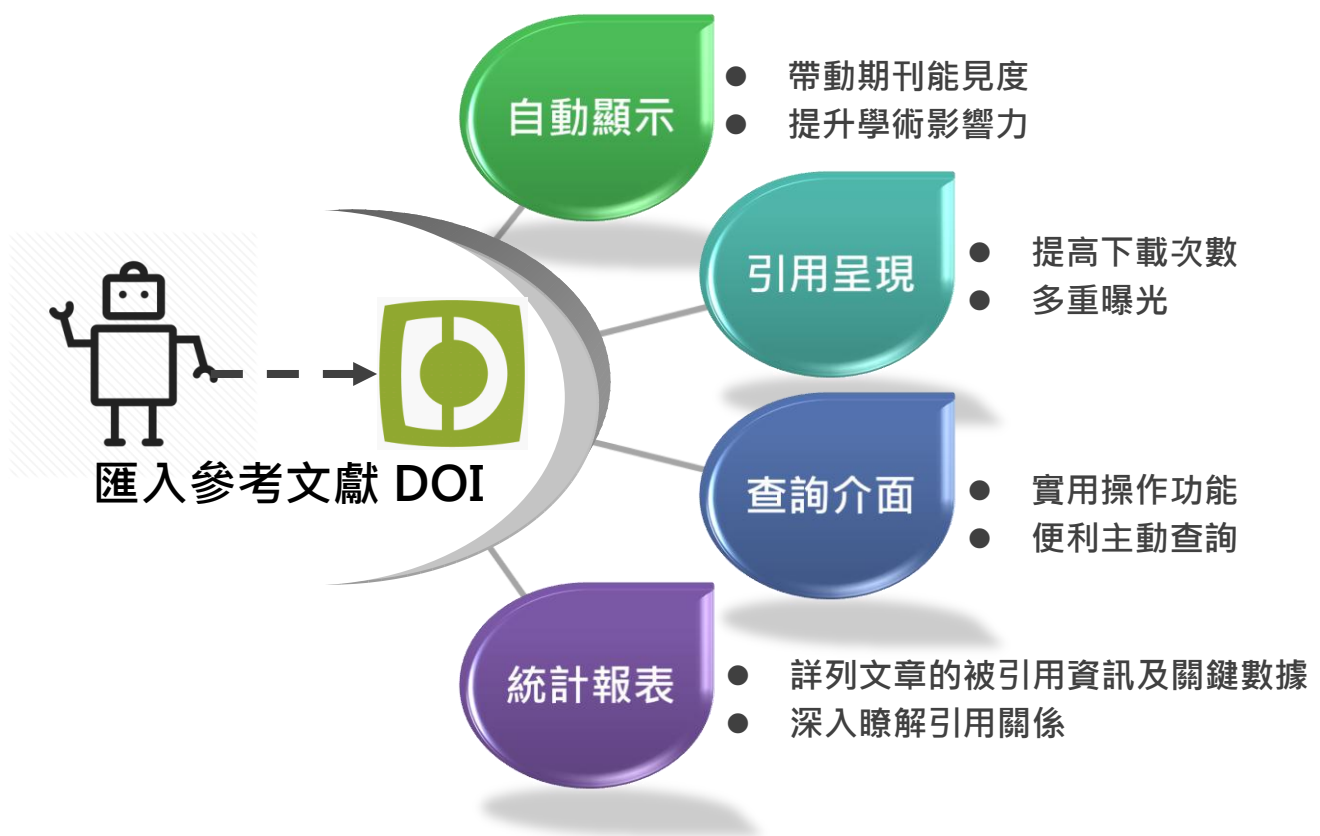 自動顯示
● 帶動期刊能見度
● 提升學術影響力
引用呈現
● 提高下載次數
● 多重曝光
匯入參考文獻 DOI
查詢介面
● 實用操作功能
● 便利主動查詢
統計報表
● 詳列文章的被引用資訊及關鍵數據
● 深入瞭解引用關係